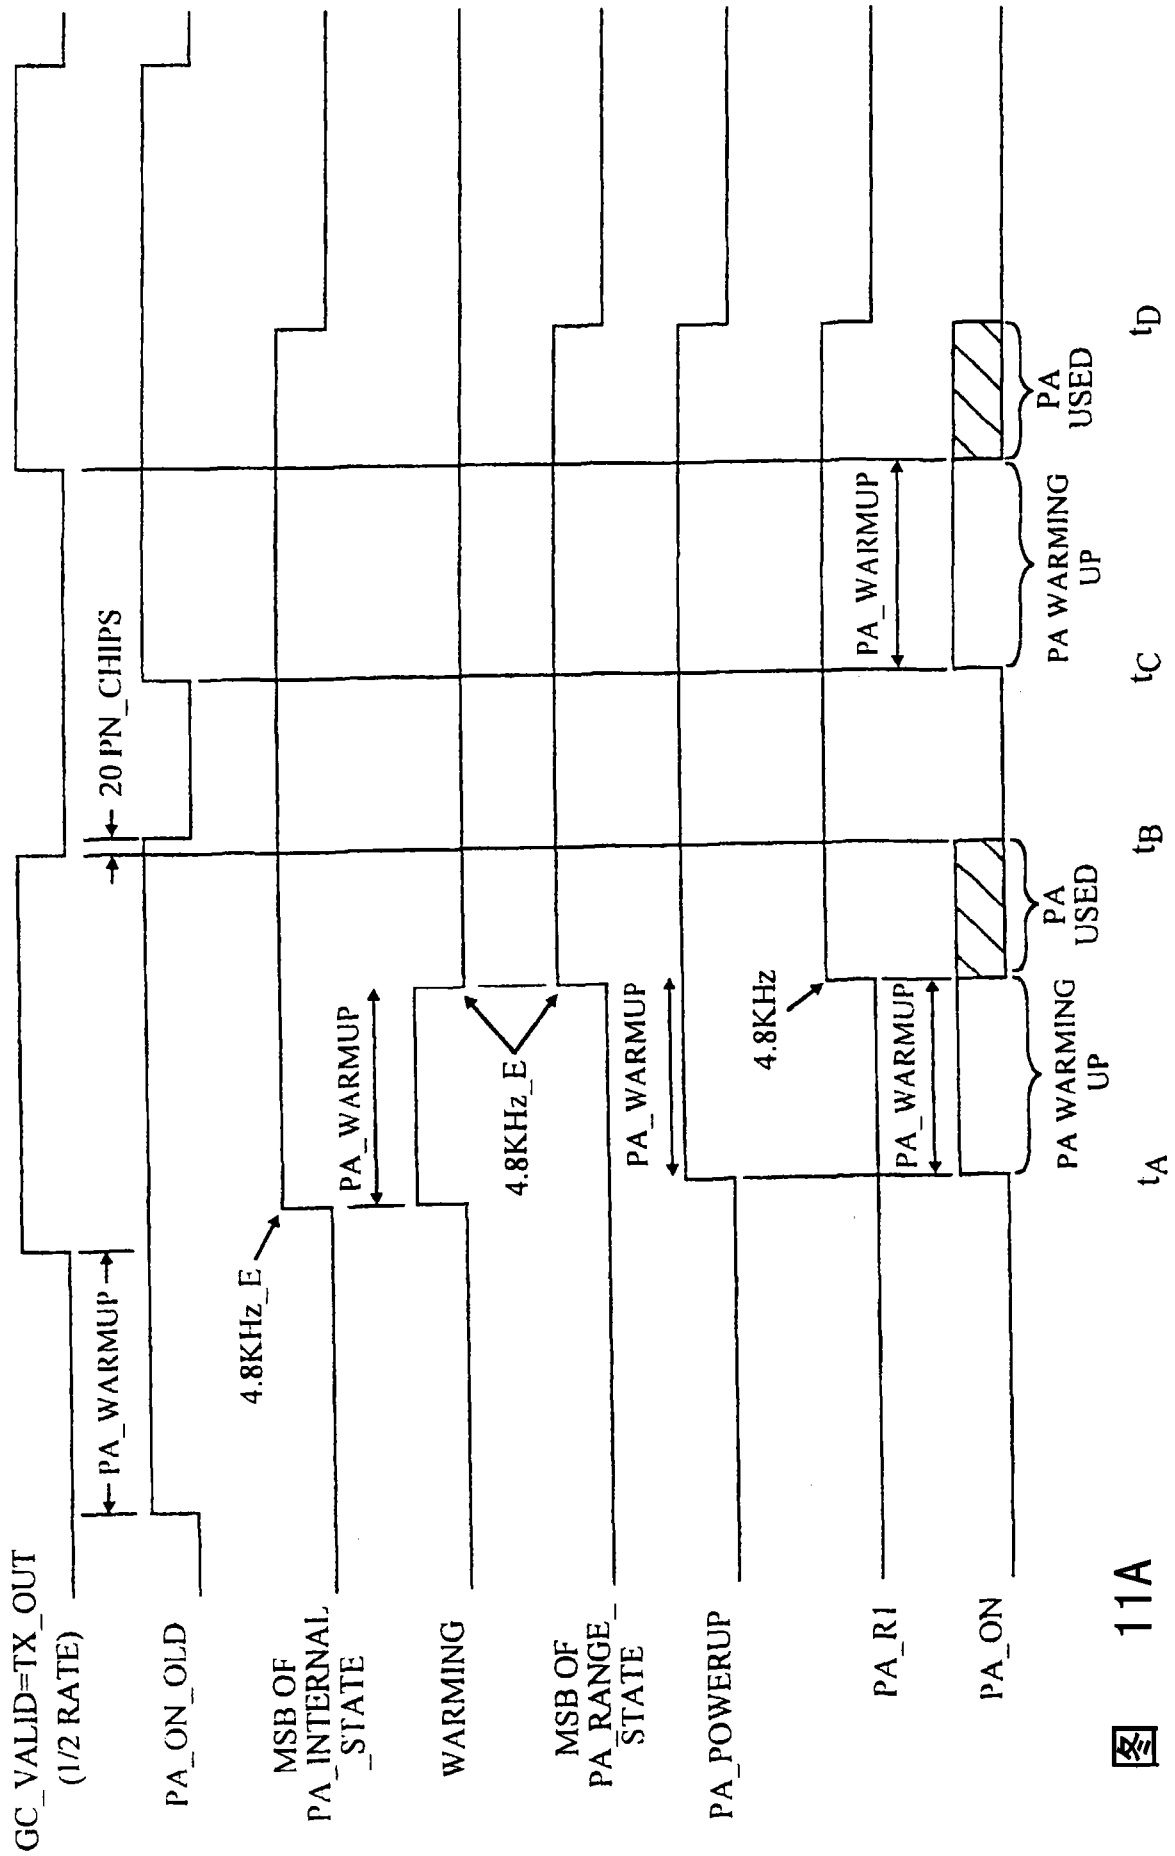 GC_VALID=TX_OUT
(1/2 RATE)
PA_WARMUP
20 PN_CHIPS
PA_ON_OLD
4.8KHz_E
MSB OF
PA_INTERNAL
_STATE
PA_WARMUP
WARMING
4.8KHz_E
MSB OF
PA_RANGE_
STATE
PA_WARMUP
PA_POWERUP
4.8KHz
PA_R1
PA_WARMUP
PA_WARMUP
PA_ON
PA WARMING
UP
PA
USED
PA WARMING
UP
PA
USED
tA
tB
tC
tD
图 11A